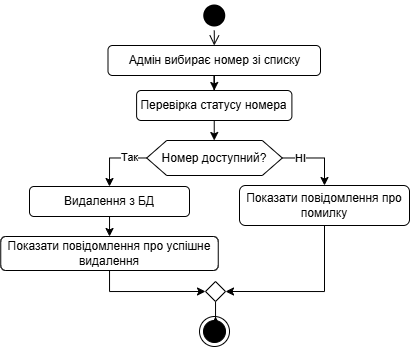 Адмін вибирає номер зі списку
Перевірка статусу номера
Номер доступний?
Так
НІ
Видалення з БД
Показати повідомлення про
помилку
Показати повідомлення про успішне
видалення